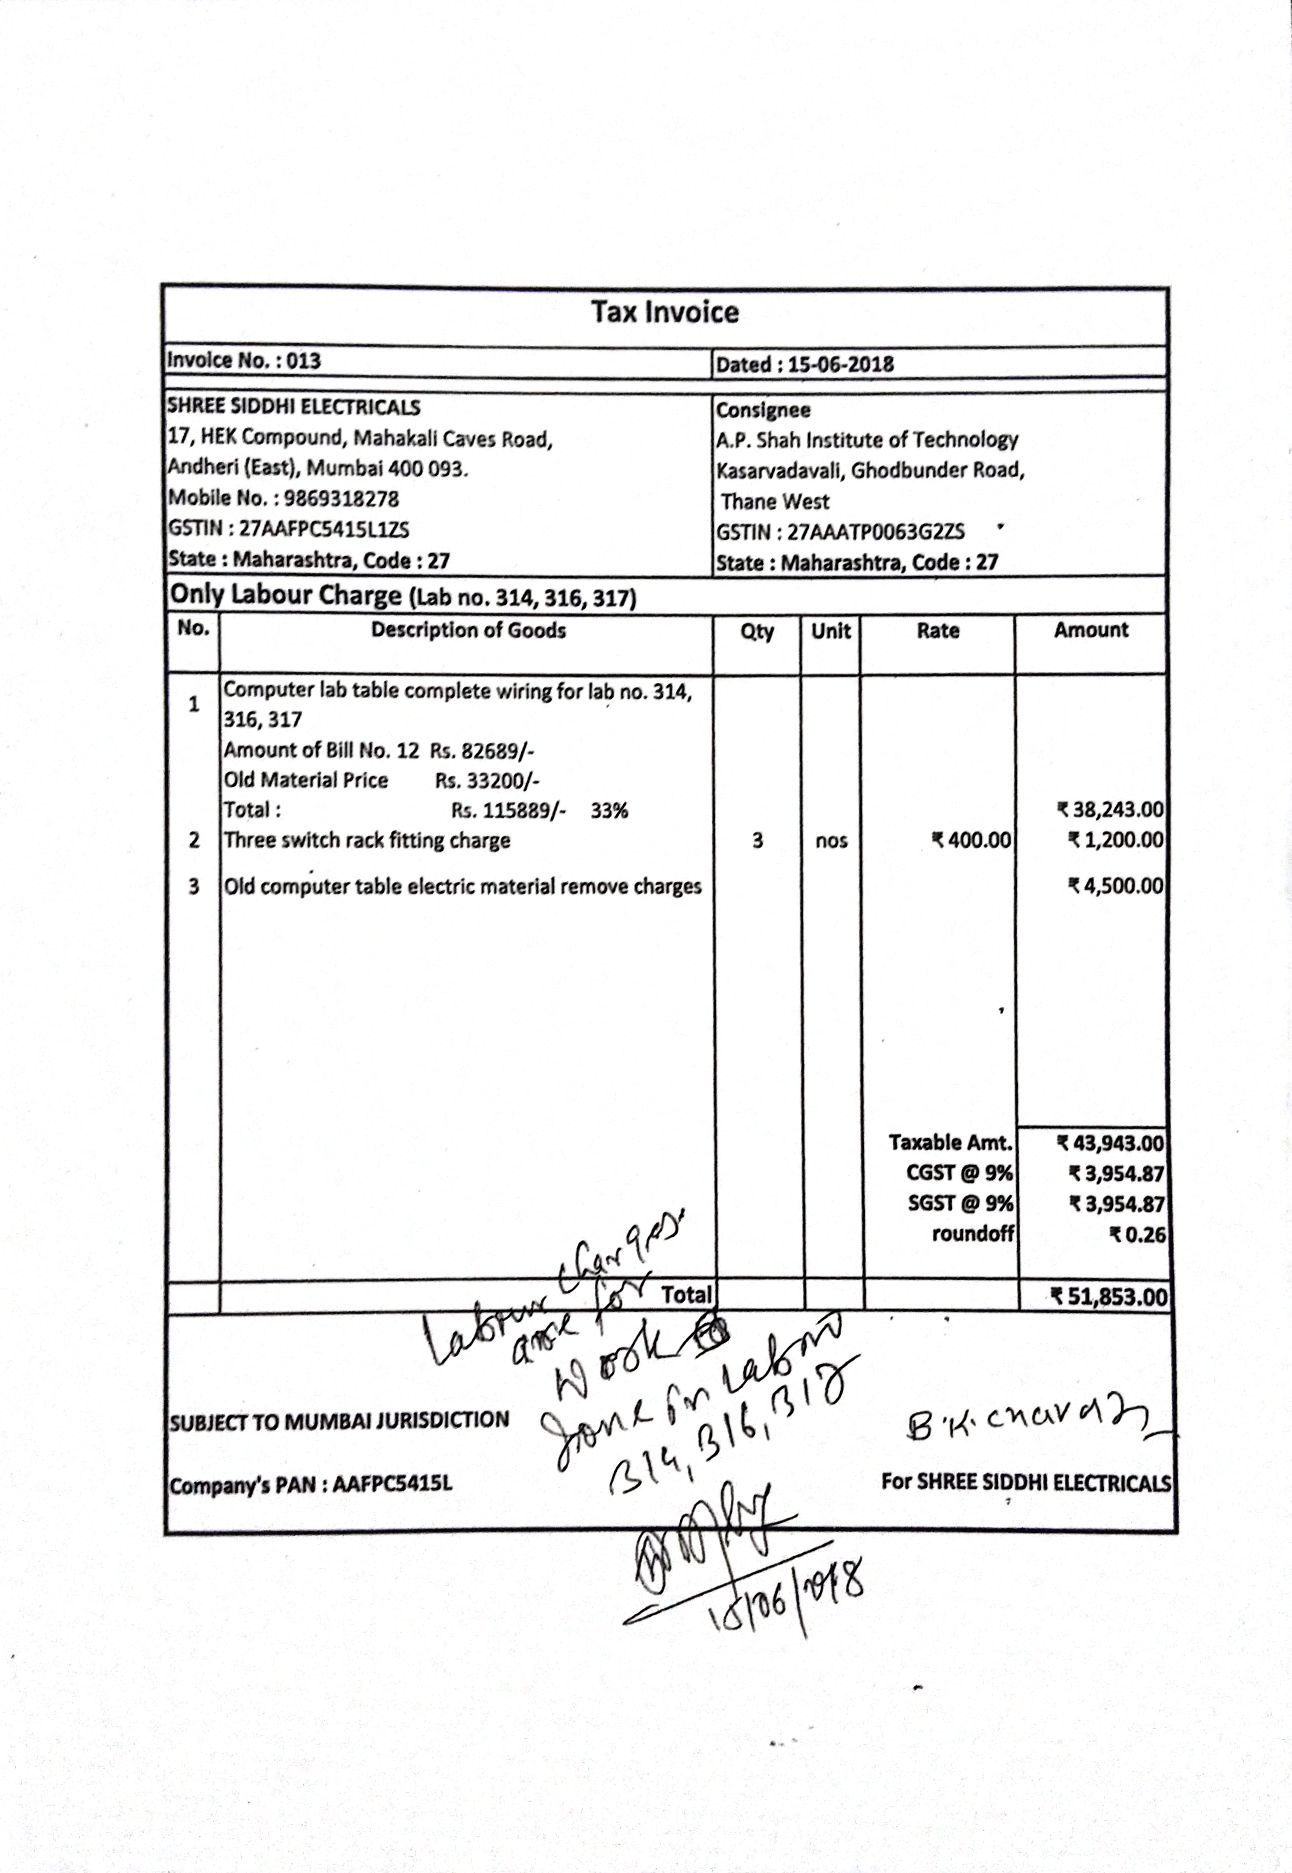 Tax Invoice
Invoice No. : 013
Dated : 15-06-2018
SHREE SIDDHI ELECTRICALS
17, HEK Compound, Mahakali Caves Road,
Andheri (East), Mumbai 400 093.
Mobile No. : 9869318278
GSTIN : 27AAFPC5415L1ZS
State : Maharashtra, Code : 27
Consignee
A.P. Shah Institute of Technology
Kasarvadavali, Ghodbunder Road,
Thane West
GSTIN : 27AAATP0063G2ZS
State : Maharashtra, Code : 27
Only Labour Charge (Lab no. 314, 316, 317)
No. Description of Goods Qty Unit Rate Amount
1 Computer lab table complete wiring for lab no. 314,
316, 317
Amount of Bill No. 12 Rs. 82689/-
Old Material Price Rs. 33200/-
Total : Rs. 115889/- 33% ₹ 38,243.00
2 Three switch rack fitting charge 3 nos ₹ 400.00 ₹ 1,200.00
3 Old computer table electric material remove charges ₹ 4,500.00
Taxable Amt. ₹ 43,943.00
CGST @ 9% ₹ 3,954.87
SGST @ 9% ₹ 3,954.87
roundoff ₹ 0.26
Total ₹ 51,853.00
Labour charges
are for
work
done in Lab no
314, 316, 317
15/06/2018
SUBJECT TO MUMBAI JURISDICTION
Company's PAN : AAFPC5415L
For SHREE SIDDHI ELECTRICALS